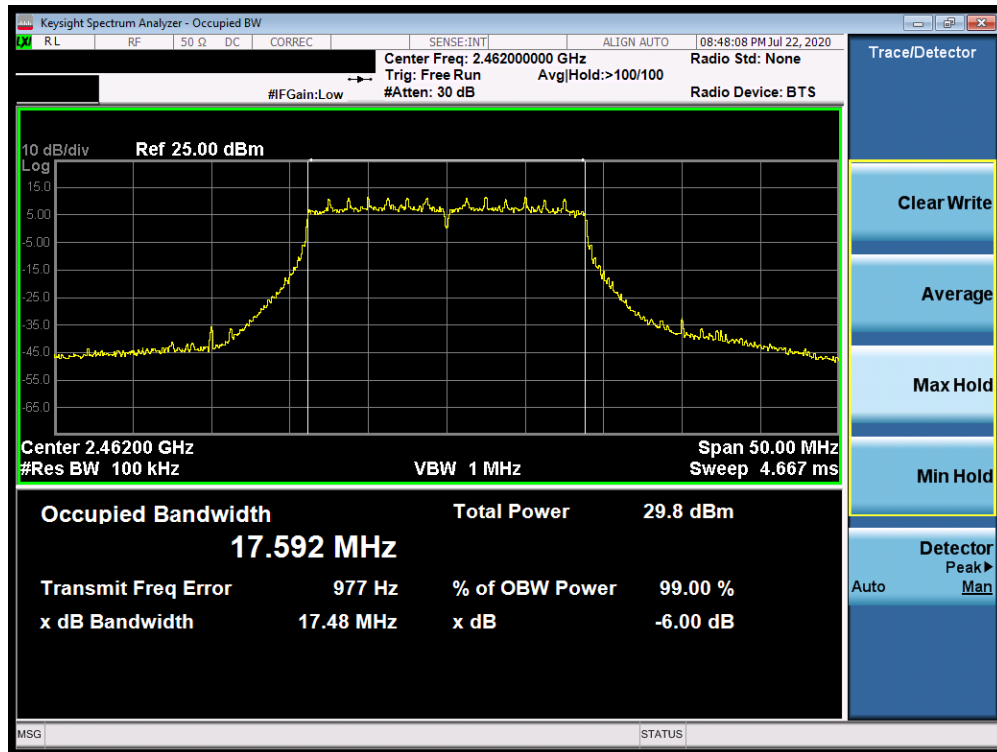 Keysight Spectrum Analyzer - Occupied BW
LXI RL RF 50 Ω DC CORREC SENSE:INT ALIGN AUTO 08:48:08 PM Jul 22, 2020
Center Freq: 2.462000000 GHz Radio Std: None
Trig: Free Run Avg|Hold:>100/100
#IFGain:Low #Atten: 30 dB Radio Device: BTS
10 dB/div Ref 25.00 dBm
Log
15.0
5.00
-5.00
-15.0
-25.0
-35.0
-45.0
-55.0
-65.0
Center 2.46200 GHz Span 50.00 MHz
#Res BW 100 kHz VBW 1 MHz Sweep 4.667 ms
Occupied Bandwidth Total Power 29.8 dBm
17.592 MHz
Transmit Freq Error 977 Hz % of OBW Power 99.00 %
x dB Bandwidth 17.48 MHz x dB -6.00 dB
MSG STATUS
Trace/Detector
Clear Write
Average
Max Hold
Min Hold
Detector
Peak▶
Auto Man